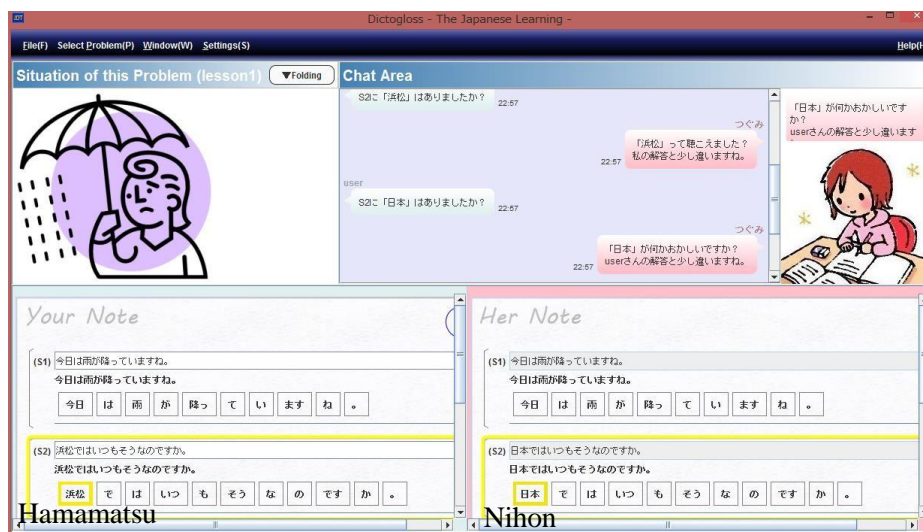 Dictogloss - The Japanese Learning -
File(F) Select Problem(P) Window(W) Settings(S) Help(H
Situation of this Problem (lesson1) ▼Folding
Chat Area
S2に「浜松」はありましたか？ 22:57
つぐみ
「浜松」って聴こえました？
私の解答と少し違いますね。
22:57
user
S2に「日本」はありましたか？ 22:57
つぐみ
「日本」が何かおかしいですか？
userさんの解答と少し違いますね。
22:57
「日本」が何かおかしいです
か？
userさんの解答と少し違います
Your Note
(S1) 今日は雨が降っていますね。
今日は雨が降っていますね。
今日 は 雨 が 降っ て い ます ね 。
(S2) 浜松ではいつもそうなのですか。
浜松ではいつもそうなのですか。
浜松 で は いつ も そう な の です か 。
Hamamatsu
Her Note
(S1) 今日は雨が降っていますね。
今日は雨が降っていますね。
今日 は 雨 が 降っ て い ます ね 。
(S2) 日本ではいつもそうなのですか。
日本ではいつもそうなのですか。
日本 で は いつ も そう な の です か 。
Nihon